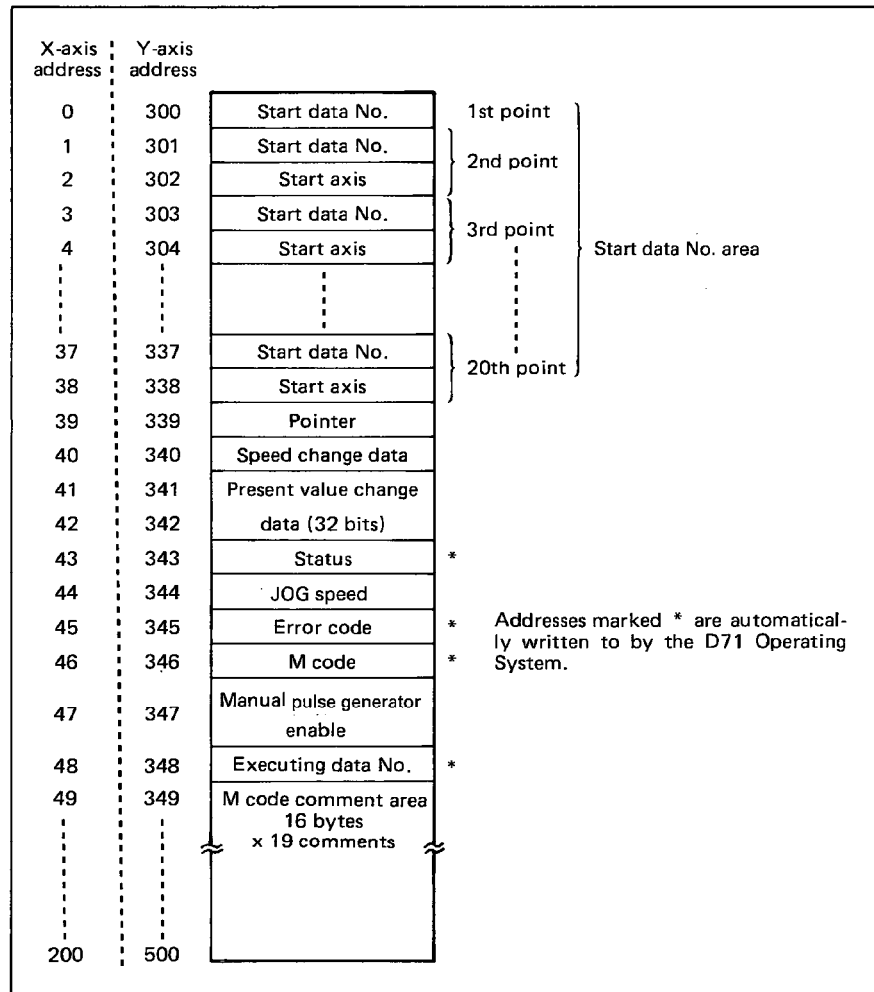 X-axis address
Y-axis address
0 300 Start data No. 1st point
1 301 Start data No.
2nd point
2 302 Start axis
3 303 Start data No.
3rd point
4 304 Start axis
Start data No. area
37 337 Start data No.
20th point
38 338 Start axis
39 339 Pointer
40 340 Speed change data
41 341 Present value change
42 342 data (32 bits)
43 343 Status *
44 344 JOG speed
45 345 Error code *
46 346 M code *
Addresses marked * are automatical-
ly written to by the D71 Operating
System.
47 347 Manual pulse generator
enable
48 348 Executing data No. *
49 349 M code comment area
16 bytes
x 19 comments
200 500